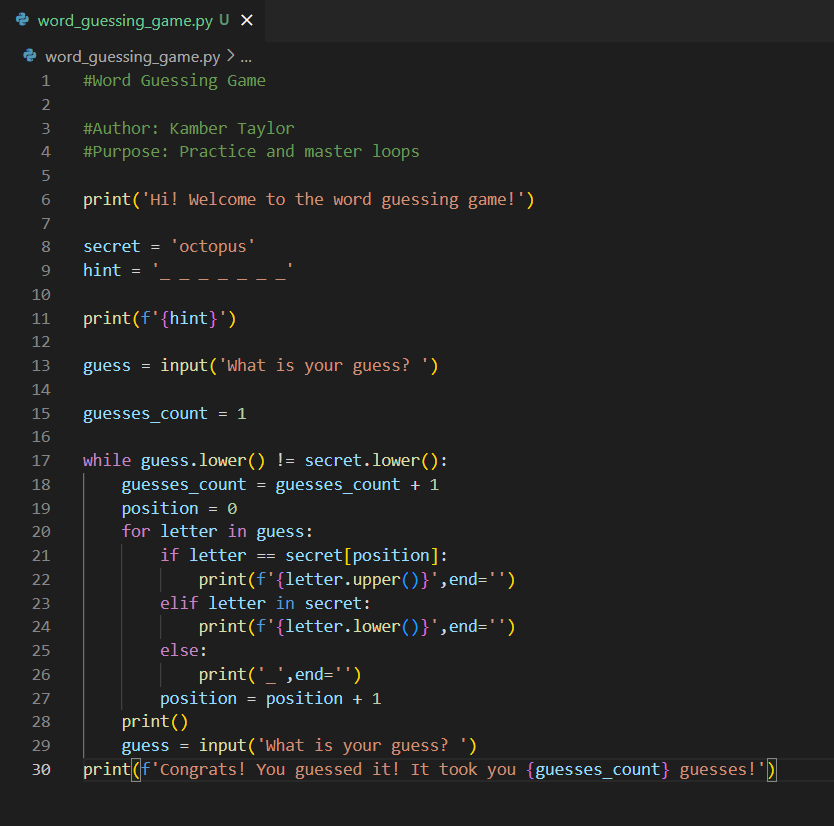 word_guessing_game.py U ×
word_guessing_game.py > ...
1 #Word Guessing Game
2
3 #Author: Kamber Taylor
4 #Purpose: Practice and master loops
5
6 print('Hi! Welcome to the word guessing game!')
7
8 secret = 'octopus'
9 hint = '_ _ _ _ _ _ _'
10
11 print(f'{hint}')
12
13 guess = input('What is your guess? ')
14
15 guesses_count = 1
16
17 while guess.lower() != secret.lower():
18     guesses_count = guesses_count + 1
19     position = 0
20     for letter in guess:
21         if letter == secret[position]:
22             print(f'{letter.upper()}',end='')
23         elif letter in secret:
24             print(f'{letter.lower()}',end='')
25         else:
26             print('_',end='')
27         position = position + 1
28     print()
29     guess = input('What is your guess? ')
30 print(f'Congrats! You guessed it! It took you {guesses_count} guesses!')